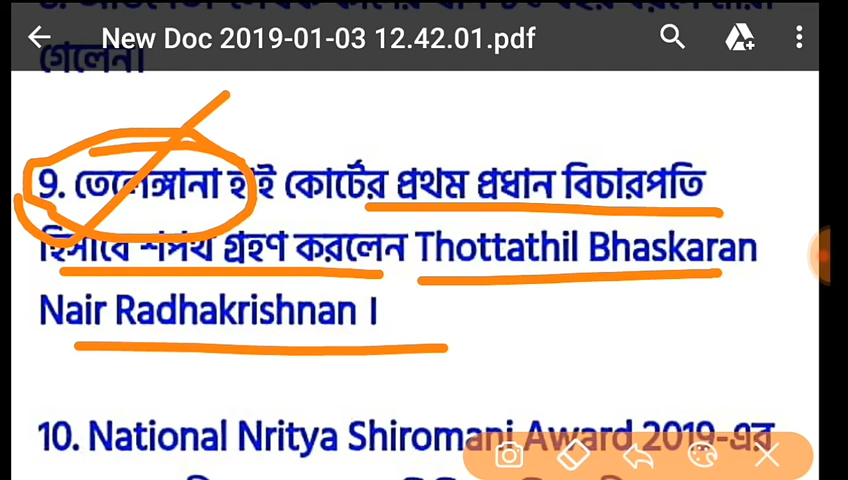 New Doc 2019-01-03 12.42.01.pdf
গেলেন।
9. তেলেঙ্গানা হাই কোর্টের প্রথম প্রধান বিচারপতি
হিসাবে শপথ গ্রহণ করলেন Thottathil Bhaskaran
Nair Radhakrishnan ।
10. National Nritya Shiromani Award 2019-এর